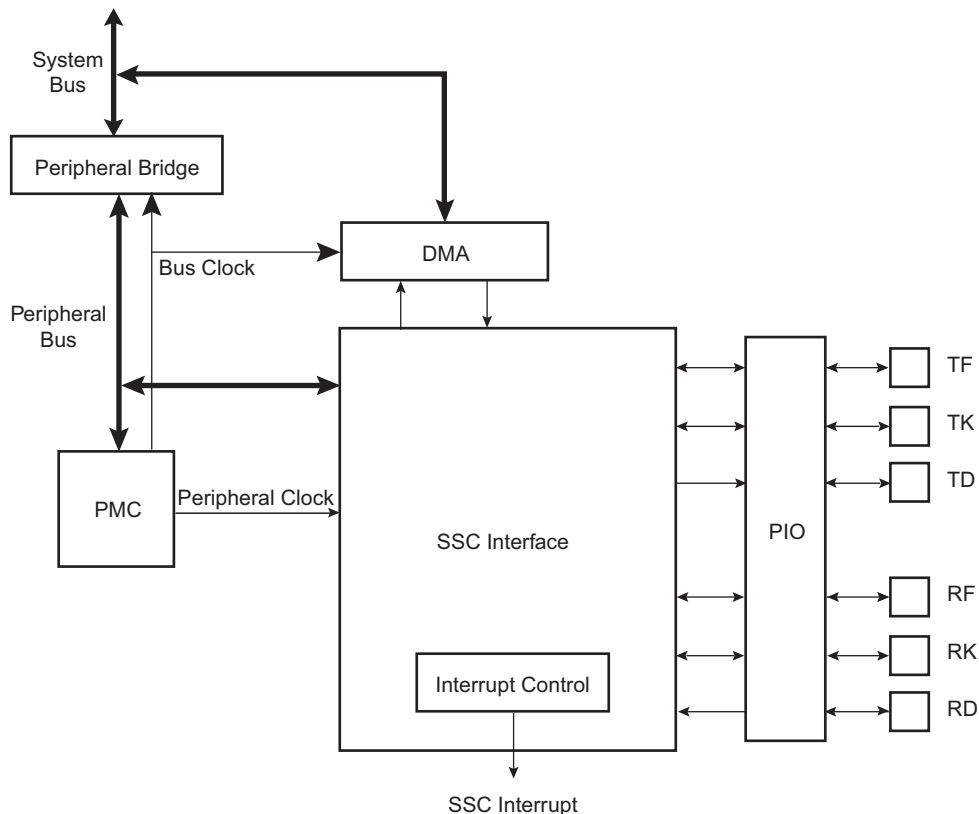 System
Bus
Peripheral Bridge
DMA
Bus Clock
Peripheral
Bus
TF
TK
TD
PMC
Peripheral Clock
SSC Interface
PIO
RF
RK
RD
Interrupt Control
SSC Interrupt